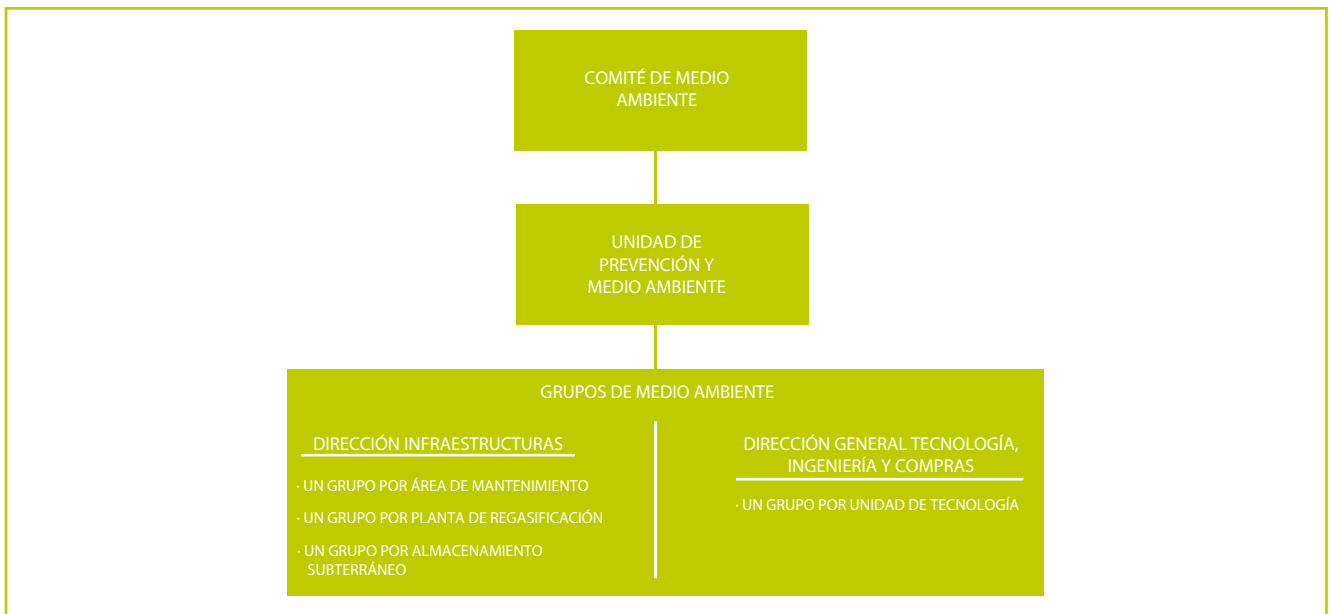 COMITÉ DE MEDIO
AMBIENTE
UNIDAD DE
PREVENCIÓN Y
MEDIO AMBIENTE
GRUPOS DE MEDIO AMBIENTE
DIRECCIÓN INFRAESTRUCTURAS
· UN GRUPO POR ÁREA DE MANTENIMIENTO
· UN GRUPO POR PLANTA DE REGASIFICACIÓN
· UN GRUPO POR ALMACENAMIENTO
SUBTERRÁNEO
DIRECCIÓN GENERAL TECNOLOGÍA,
INGENIERÍA Y COMPRAS
· UN GRUPO POR UNIDAD DE TECNOLOGÍA